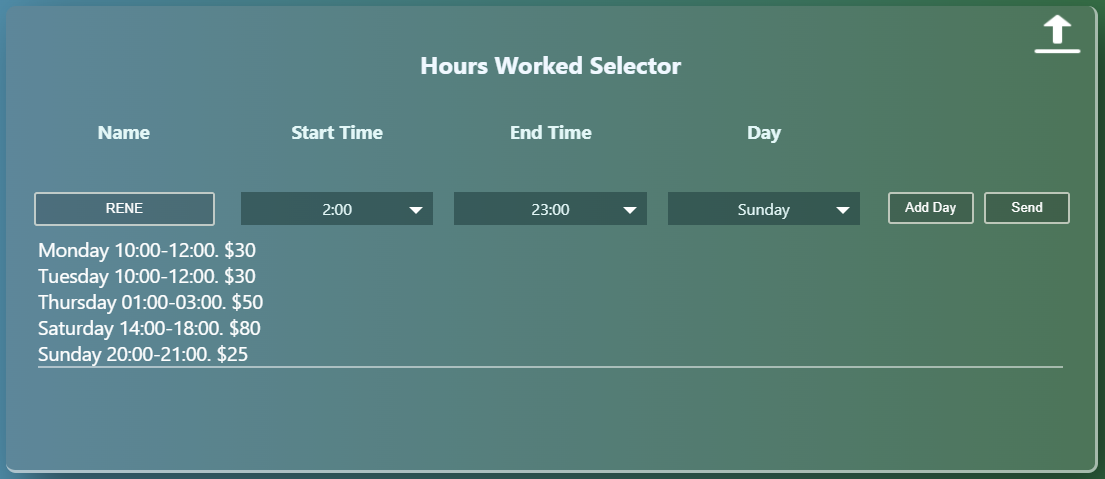 Hours Worked Selector
Name Start Time End Time Day
RENE 2:00 23:00 Sunday Add Day Send
Monday 10:00-12:00. $30
Tuesday 10:00-12:00. $30
Thursday 01:00-03:00. $50
Saturday 14:00-18:00. $80
Sunday 20:00-21:00. $25